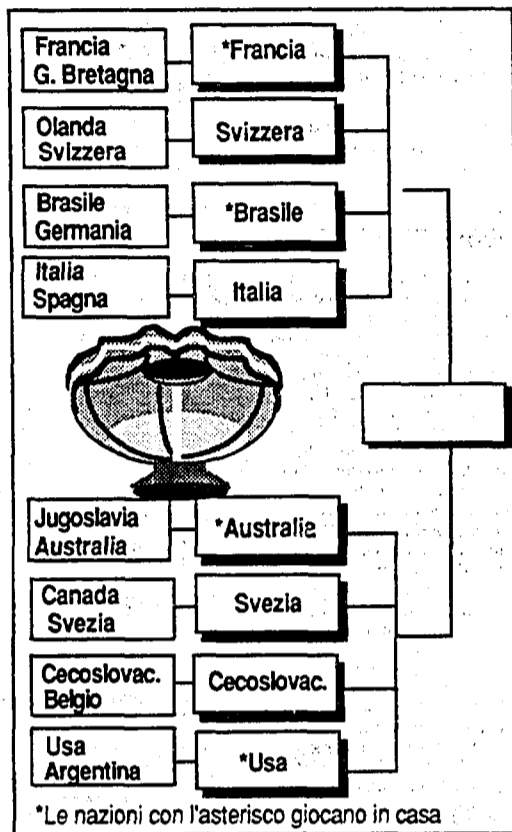 Francia
G. Bretagna
*Francia
Olanda
Svizzera
Svizzera
Brasile
Germania
*Brasile
Italia
Spagna
Italia
Jugoslavia
Australia
*Australia
Canada
Svezia
Svezia
Cecoslovac.
Belgio
Cecoslovac.
Usa
Argentina
*Usa
*Le nazioni con l'asterisco giocano in casa